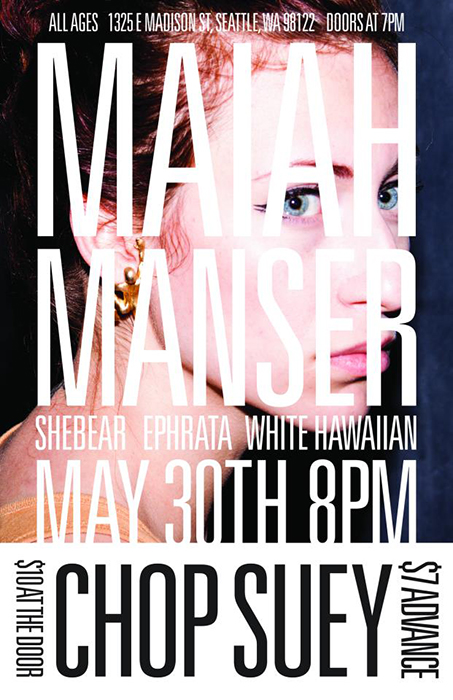 ALL AGES 1325 E MADISON ST, SEATTLE, WA 98122 DOORS AT 7PM
MAIAH
MANSER
SHEBEAR EPHRATA WHITE HAWAIIAN
MAY 30TH 8PM
$10 AT THE DOOR
CHOP SUEY
$7 ADVANCE